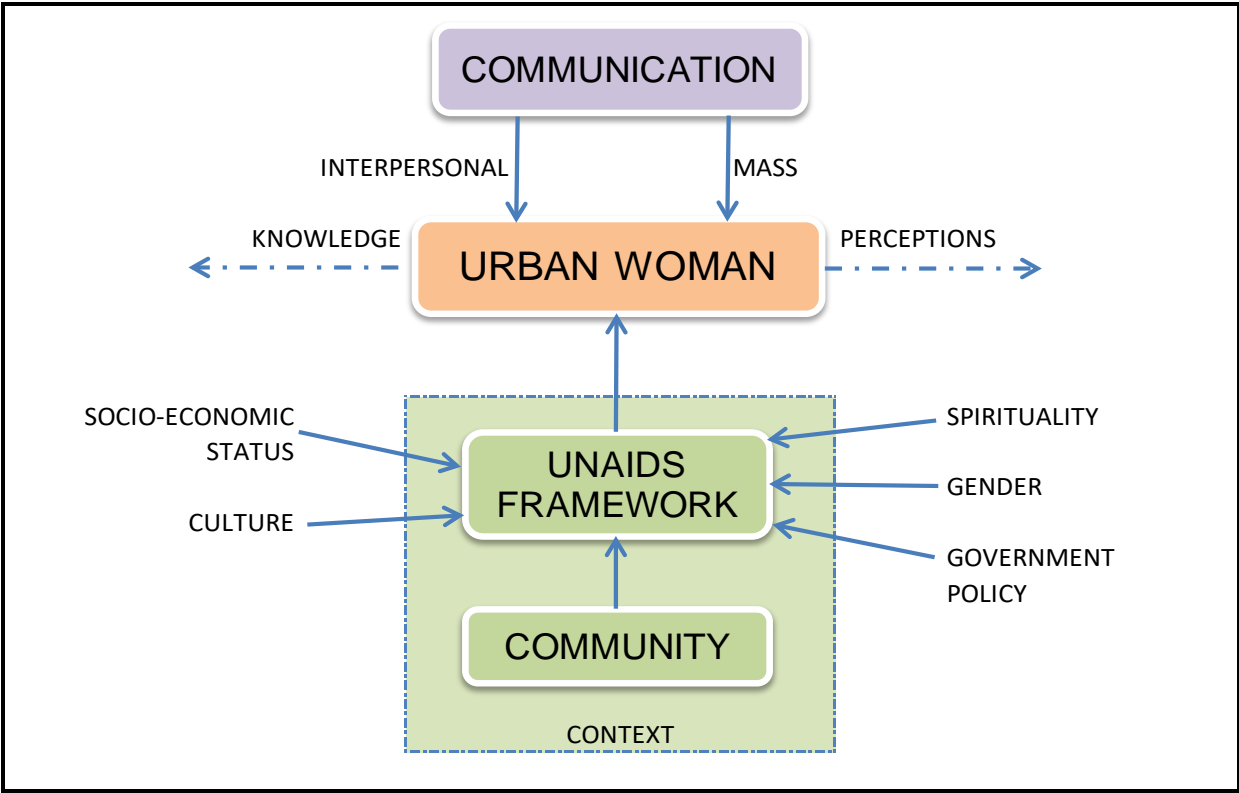 COMMUNICATION
INTERPERSONAL
MASS
KNOWLEDGE
URBAN WOMAN
PERCEPTIONS
SOCIO-ECONOMIC
STATUS
CULTURE
UNAIDS
FRAMEWORK
SPIRITUALITY
GENDER
GOVERNMENT
POLICY
COMMUNITY
CONTEXT